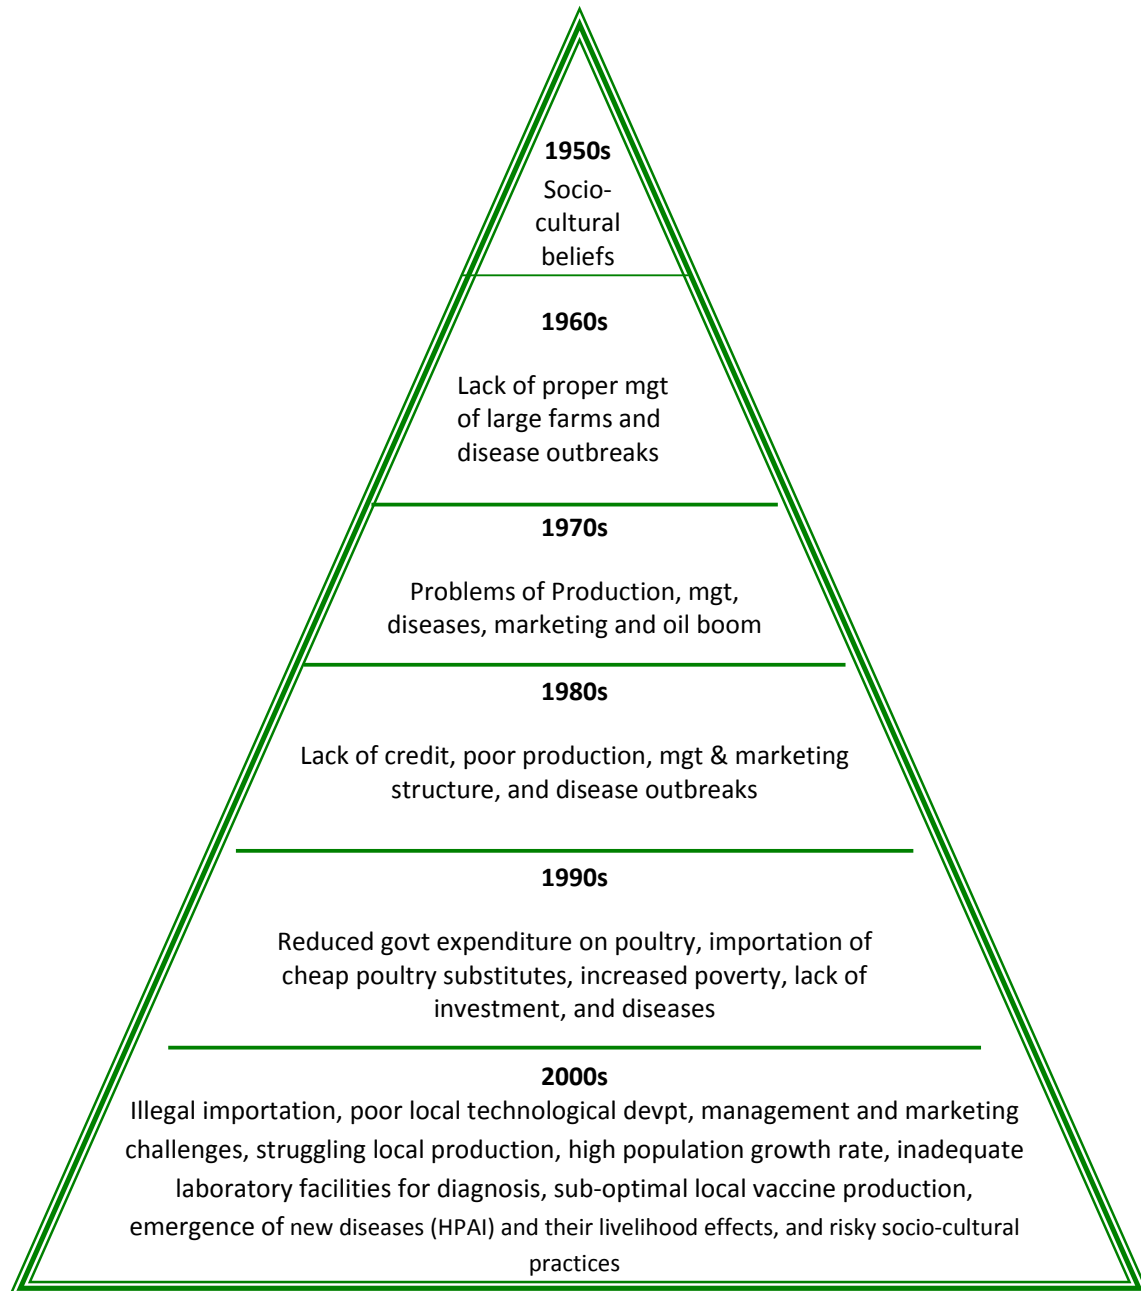 1950s
Socio-
cultural
beliefs
1960s
Lack of proper mgt
of large farms and
disease outbreaks
1970s
Problems of Production, mgt,
diseases, marketing and oil boom
1980s
Lack of credit, poor production, mgt & marketing
structure, and disease outbreaks
1990s
Reduced govt expenditure on poultry, importation of
cheap poultry substitutes, increased poverty, lack of
investment, and diseases
2000s
Illegal importation, poor local technological devpt, management and marketing
challenges, struggling local production, high population growth rate, inadequate
laboratory facilities for diagnosis, sub-optimal local vaccine production,
emergence of new diseases (HPAI) and their livelihood effects, and risky socio-cultural
practices